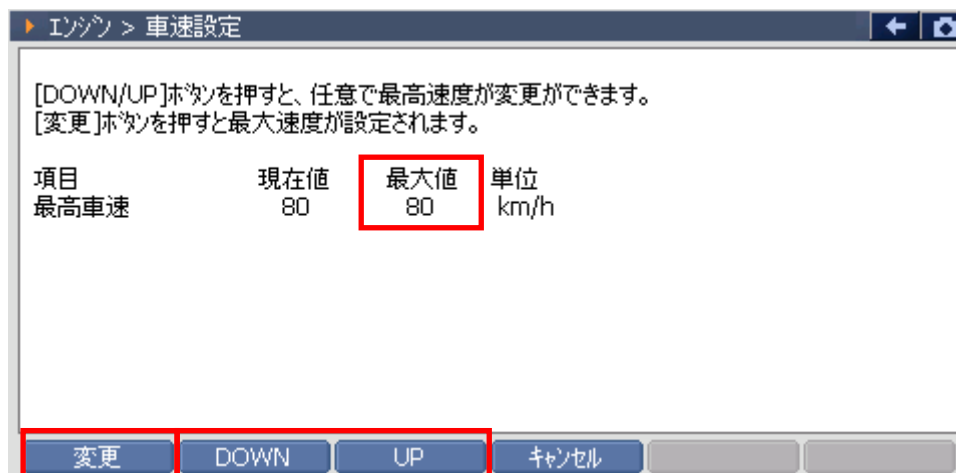 ｴﾝｼﾞﾝ > 車速設定
[DOWN/UP]ﾎﾞﾀﾝを押すと、任意で最高速度が変更ができます。
[変更]ﾎﾞﾀﾝを押すと最大速度が設定されます。
項目 現在値 最大値 単位
最高車速 80 80 km/h
変更 DOWN UP ｷｬﾝｾﾙ